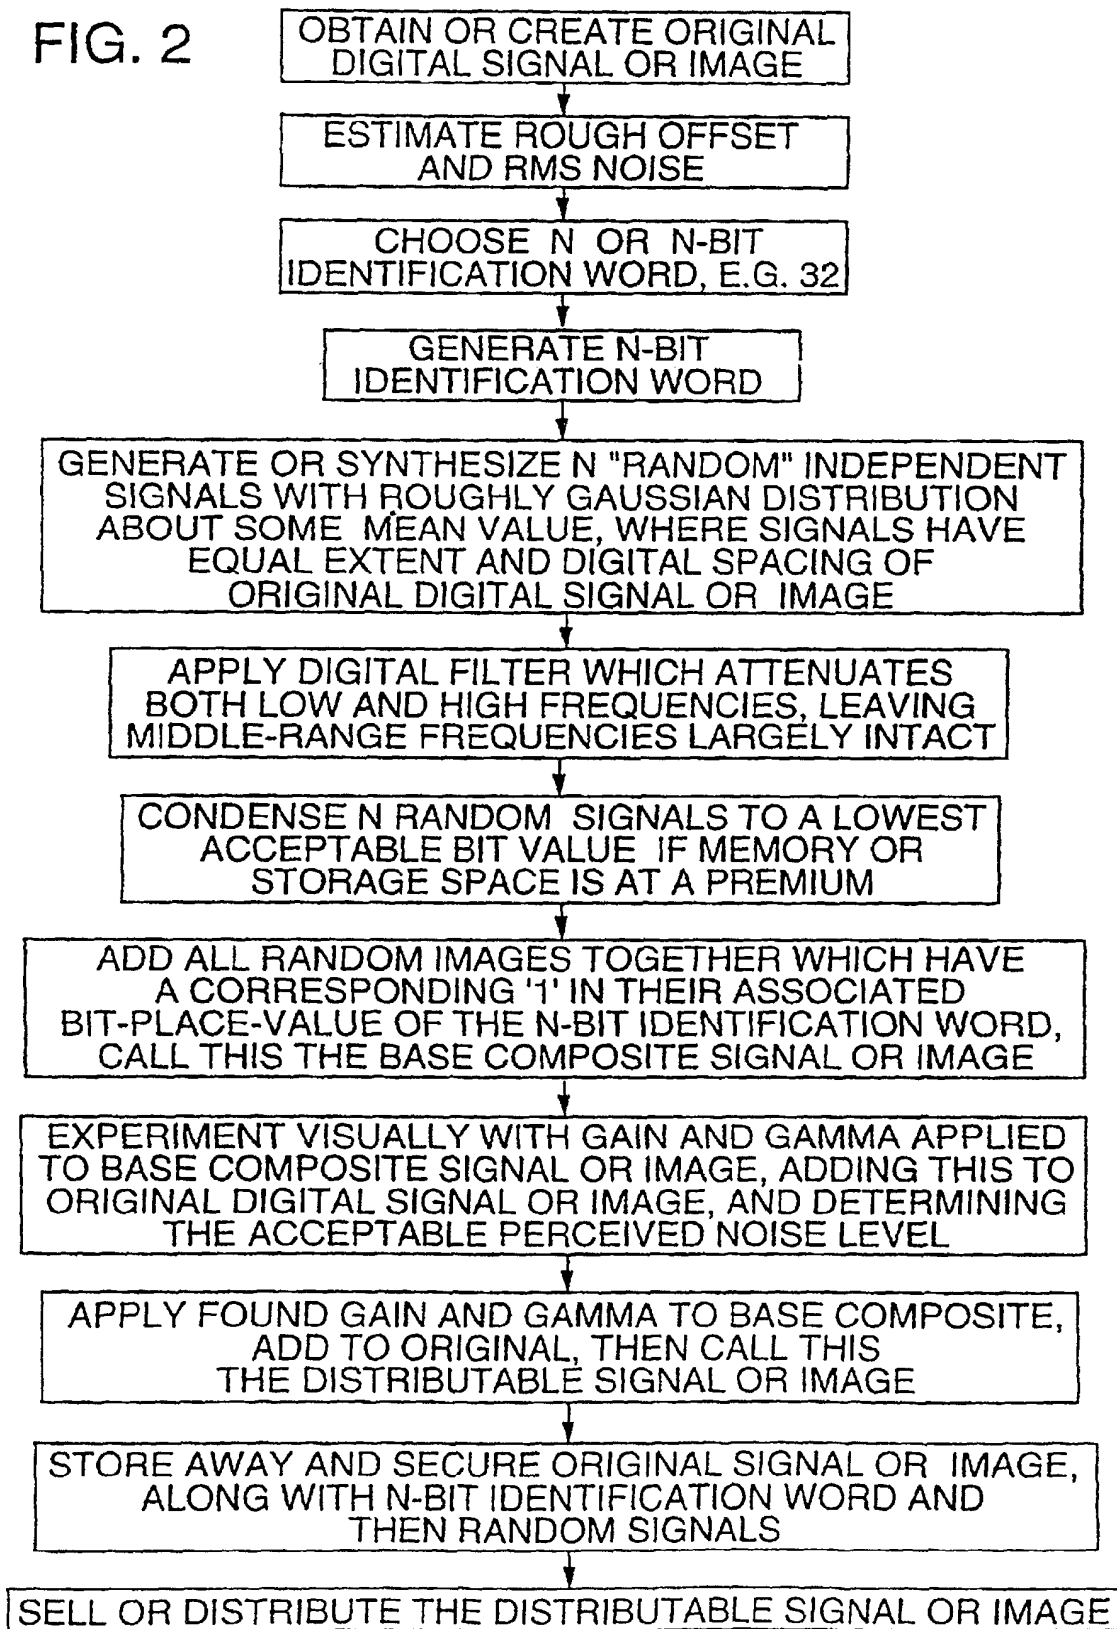 FIG. 2
OBTAIN OR CREATE ORIGINAL
DIGITAL SIGNAL OR IMAGE
ESTIMATE ROUGH OFFSET
AND RMS NOISE
CHOOSE N OR N-BIT
IDENTIFICATION WORD, E.G. 32
GENERATE N-BIT
IDENTIFICATION WORD
GENERATE OR SYNTHESIZE N "RANDOM" INDEPENDENT
SIGNALS WITH ROUGHLY GAUSSIAN DISTRIBUTION
ABOUT SOME MEAN VALUE, WHERE SIGNALS HAVE
EQUAL EXTENT AND DIGITAL SPACING OF
ORIGINAL DIGITAL SIGNAL OR IMAGE
APPLY DIGITAL FILTER WHICH ATTENUATES
BOTH LOW AND HIGH FREQUENCIES, LEAVING
MIDDLE-RANGE FREQUENCIES LARGELY INTACT
CONDENSE N RANDOM SIGNALS TO A LOWEST
ACCEPTABLE BIT VALUE IF MEMORY OR
STORAGE SPACE IS AT A PREMIUM
ADD ALL RANDOM IMAGES TOGETHER WHICH HAVE
A CORRESPONDING '1' IN THEIR ASSOCIATED
BIT-PLACE-VALUE OF THE N-BIT IDENTIFICATION WORD,
CALL THIS THE BASE COMPOSITE SIGNAL OR IMAGE
EXPERIMENT VISUALLY WITH GAIN AND GAMMA APPLIED
TO BASE COMPOSITE SIGNAL OR IMAGE, ADDING THIS TO
ORIGINAL DIGITAL SIGNAL OR IMAGE, AND DETERMINING
THE ACCEPTABLE PERCEIVED NOISE LEVEL
APPLY FOUND GAIN AND GAMMA TO BASE COMPOSITE,
ADD TO ORIGINAL, THEN CALL THIS
THE DISTRIBUTABLE SIGNAL OR IMAGE
STORE AWAY AND SECURE ORIGINAL SIGNAL OR IMAGE,
ALONG WITH N-BIT IDENTIFICATION WORD AND
THEN RANDOM SIGNALS
SELL OR DISTRIBUTE THE DISTRIBUTABLE SIGNAL OR IMAGE